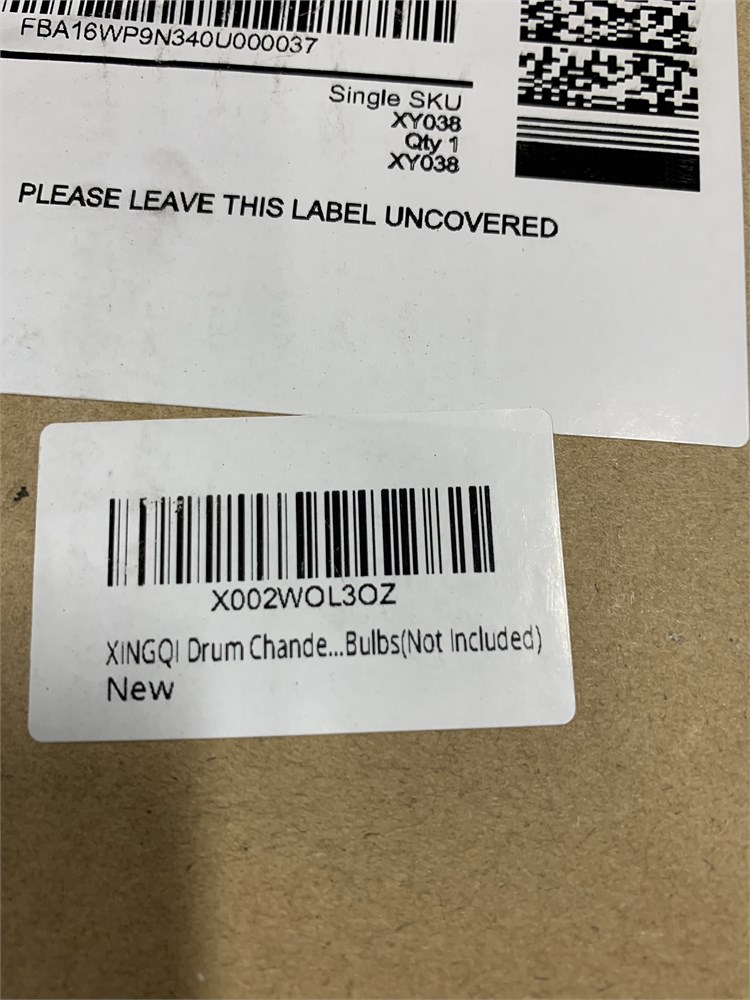 FBA16WP9N340U000037
Single SKU
XY038
Qty 1
XY038
PLEASE LEAVE THIS LABEL UNCOVERED
X002WOL3OZ
XINGQI Drum Chande...Bulbs(Not Included)
New